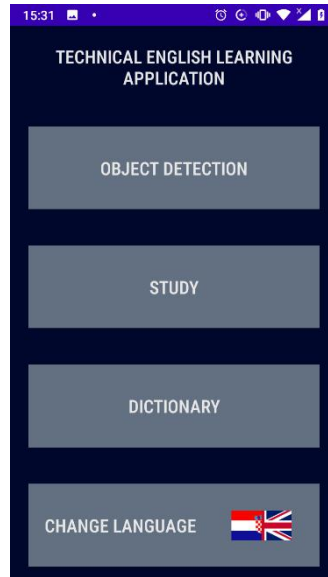 15:31
TECHNICAL ENGLISH LEARNING
APPLICATION
OBJECT DETECTION
STUDY
DICTIONARY
CHANGE LANGUAGE